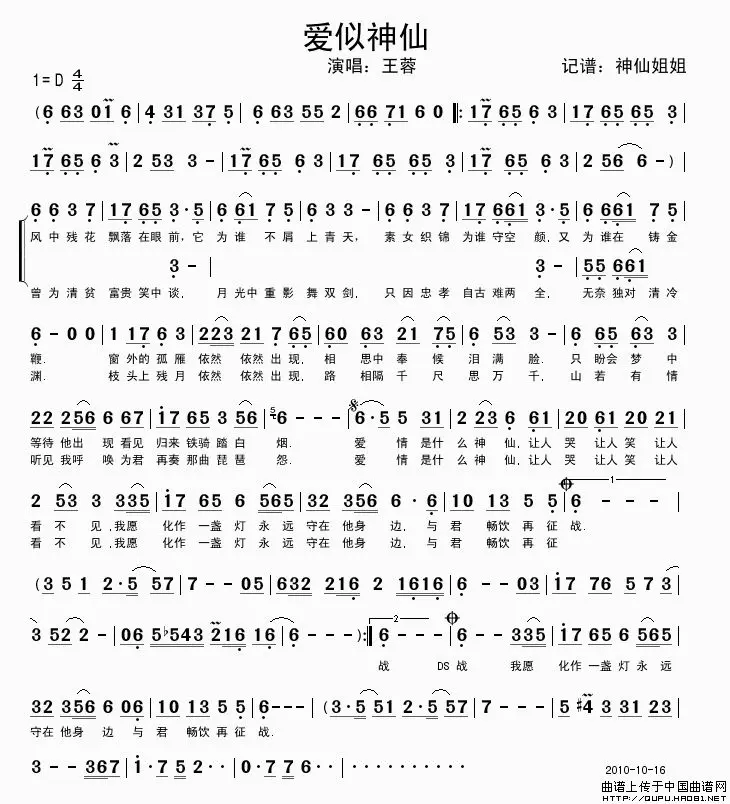 爱似神仙
演唱：王蓉 记谱：神仙姐姐
1=D 4/4
(6 63 01 6 | 4 31 37 5 | 6 63 55 2 | 66 71 6 0 |: 17 65 6 3 | 17 65 65 3 |
17 65 6 3 | 2 53 3 - | 17 65 6 3 | 17 65 65 3 | 17 65 6 3 | 2 56 6 - )
6 6 3 7 | 17 65 3·5 | 6 61 7 5 | 6 3 3 - | 6 6 3 7 | 17 661 3·5 | 6 661 7 5 |
风中残花 飘落在眼前，它 为谁 不屑 上青天， 素女织锦 为谁守空 颜，又 为谁在 铸金
3 - | 3 - | 55 661
曾为清贫 富贵笑中谈， 月光中重影 舞双剑， 只因忠孝 自古难两 全， 无奈独对 清冷
6 - 0 0 | 1 17 6 3 | 223 21 7 65 | 60 63 21 75 | 6 53 3 - | 6 65 63 3 |
鞭. 窗外的孤雁 依然 依然出现，相 思中奉 候 泪满 脸. 只盼会梦中
渊. 枝头上残月 依然 依然出现，路 相隔千 尺 思万 千，山若 有情
22 256 6 67 | 17 65 3 56 | 6 - - - | 6·5 5 31 | 2 23 6 61 | 20 61 20 21 |
等待他出 现看见 归来铁骑踏白 烟. 爱 情是什么神 仙，让人 哭 让人笑 让人
听见我呼 唤为君 再奏那曲琵琶 怨. 爱 情是什么神 仙，让人 哭 让人笑 让人
2 53 3 335 | 17 65 6 565 | 32 356 6·6 | 10 13 5 5 | 6 - - - |
看不 见，我愿 化作一盏灯永远 守在他身 边，与 君 畅饮再征 战.
看不 见，我愿 化作一盏灯永远 守在他身 边，与 君 畅饮再征
(3 5 1 2·5 57 | 7 - - 05 | 632 216 2 1616 | 6 - - 03 | 17 76 5 73 |
3 52 2 - | 06 5♭543 216 16 | 6 - - - ):| 6 - - - | 6 - - 335 | 17 65 6 565 |
战 DS战 我愿 化作一盏灯永远
32 356 6 06 | 10 13 5 5 | 6 - - - | (3·5 51 2·5 57 | 7 - - - | 5 #4 3 31 23 |
守在他身 边 与 君 畅饮再征 战.
3 - - 367 | 1·7 5 2 | 0·7 76 | - - - - ‖
2010-10-16
曲谱上传于中国曲谱网
HTTP://QUPU.HAO81.NET